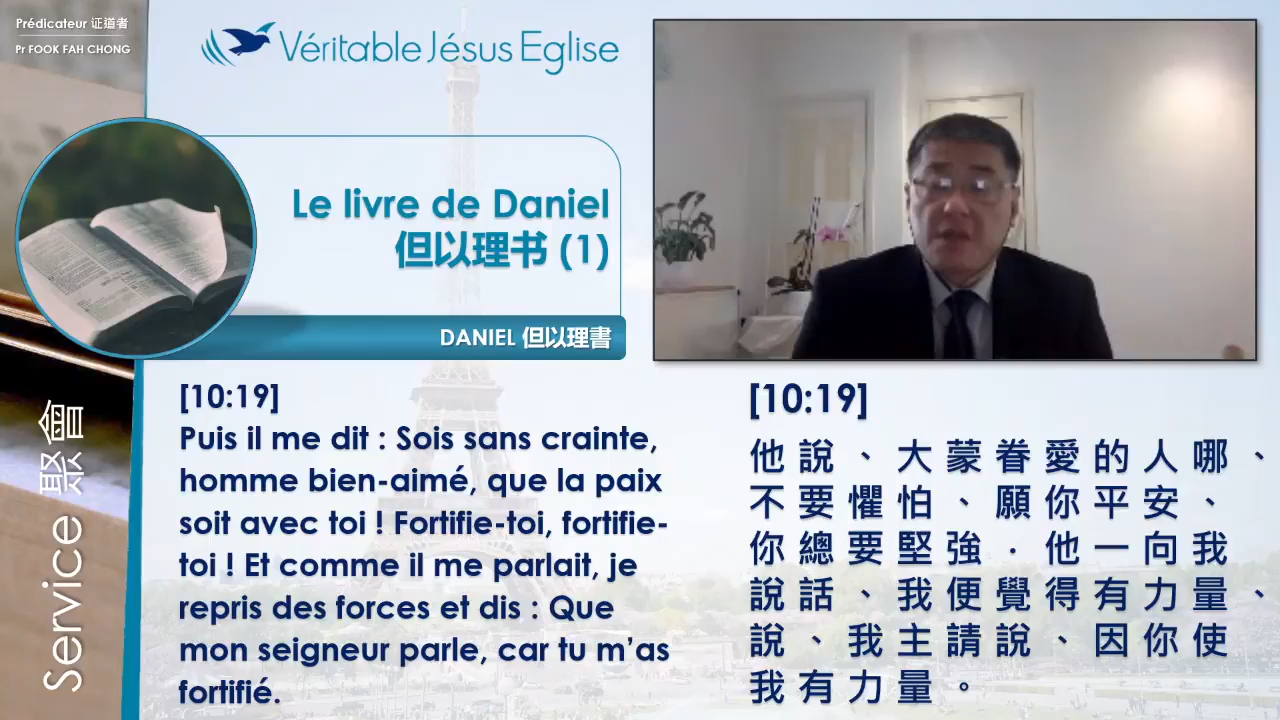 Prédicateur 证道者
Pr FOOK FAH CHONG
Véritable Jésus Eglise
Le livre de Daniel
但以理书 (1)
DANIEL 但以理書
Service 聚會
[10:19]
Puis il me dit : Sois sans crainte,
homme bien-aimé, que la paix
soit avec toi ! Fortifie-toi, fortifie-
toi ! Et comme il me parlait, je
repris des forces et dis : Que
mon seigneur parle, car tu m’as
fortifié.
[10:19]
他說、大蒙眷愛的人哪、
不要懼怕、願你平安、
你總要堅強．他一向我
說話、我便覺得有力量、
說、我主請說、因你使
我有力量。